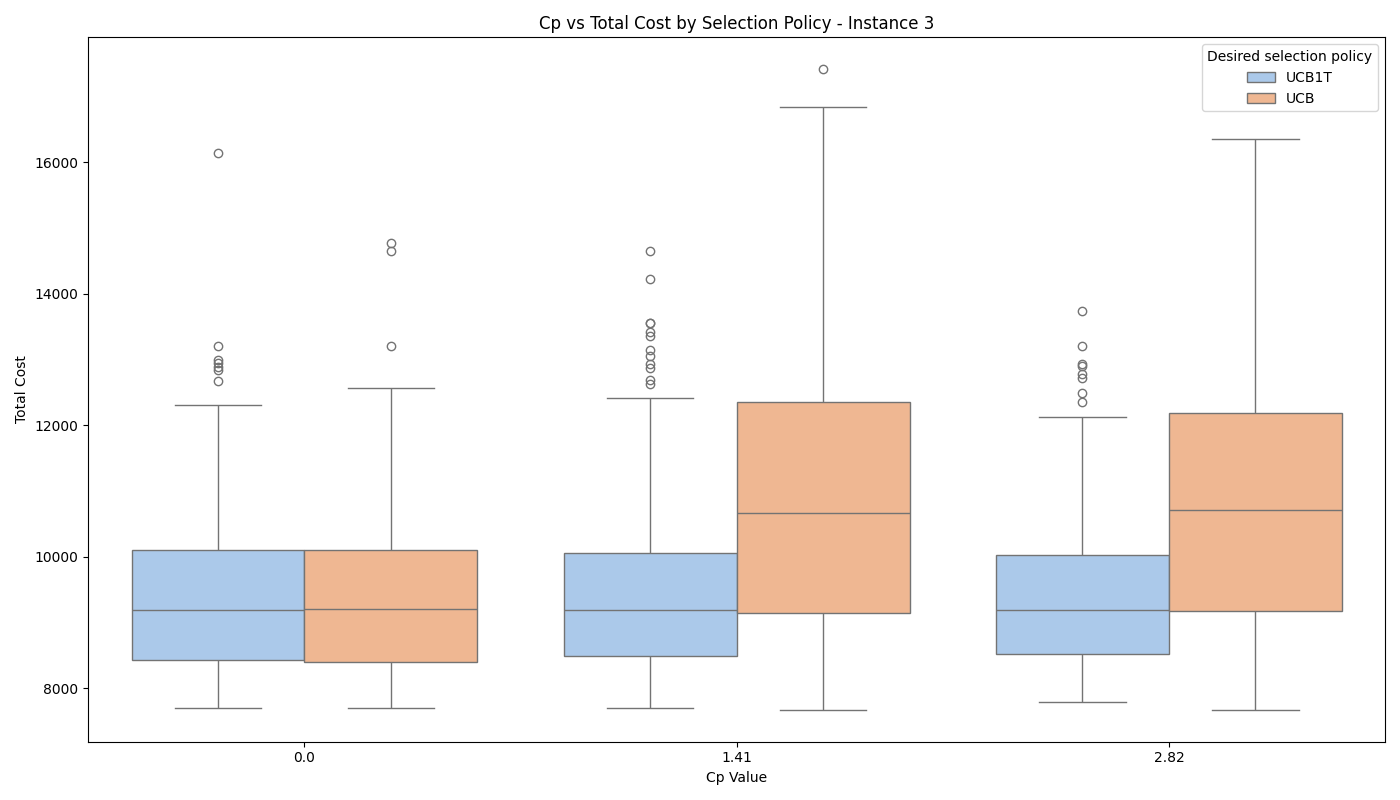 Cp vs Total Cost by Selection Policy - Instance 3
Desired selection policy
UCB1T
UCB
Total Cost
16000
14000
12000
10000
8000
0.0
1.41
2.82
Cp Value